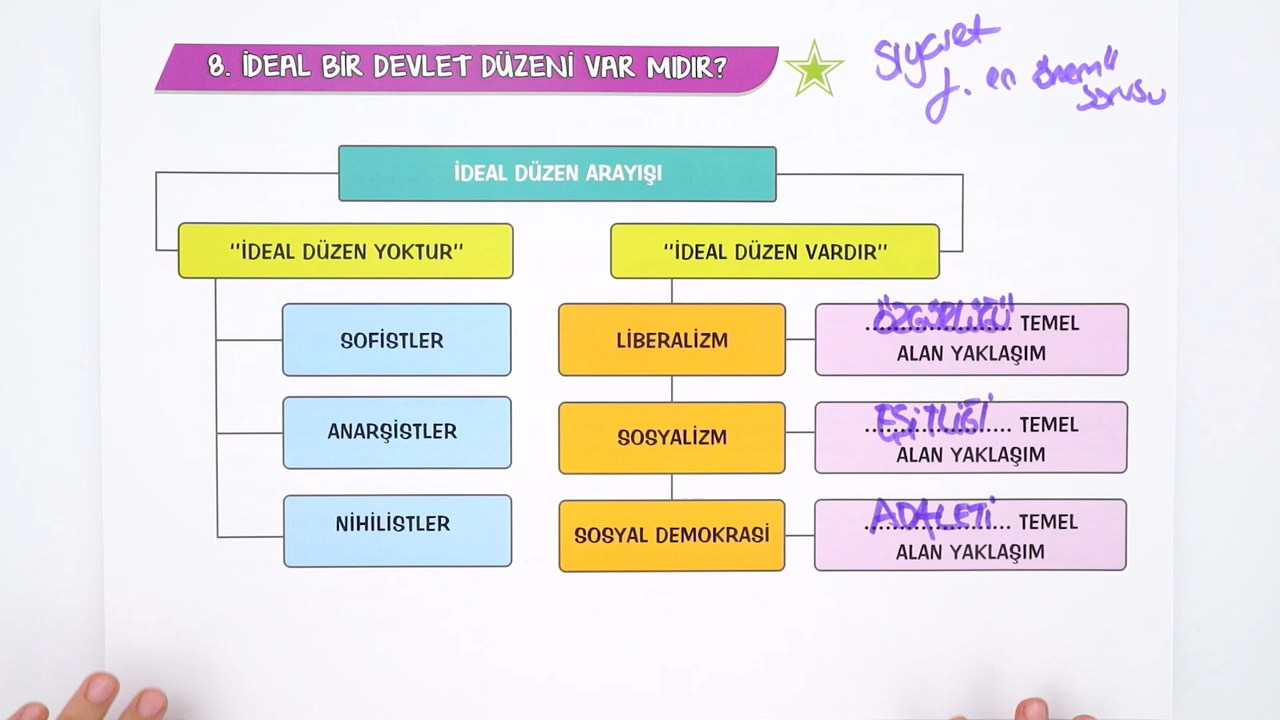 8. İDEAL BİR DEVLET DÜZENİ VAR MIDIR?
Siyaset
f. en önemli
sorusu
İDEAL DÜZEN ARAYIŞI
"İDEAL DÜZEN YOKTUR"
"İDEAL DÜZEN VARDIR"
SOFİSTLER
LİBERALİZM
ÖZGÜRLÜĞÜ TEMEL
ALAN YAKLAŞIM
ANARŞİSTLER
SOSYALİZM
EŞİTLİĞİ TEMEL
ALAN YAKLAŞIM
NİHİLİSTLER
SOSYAL DEMOKRASİ
ADALETİ TEMEL
ALAN YAKLAŞIM